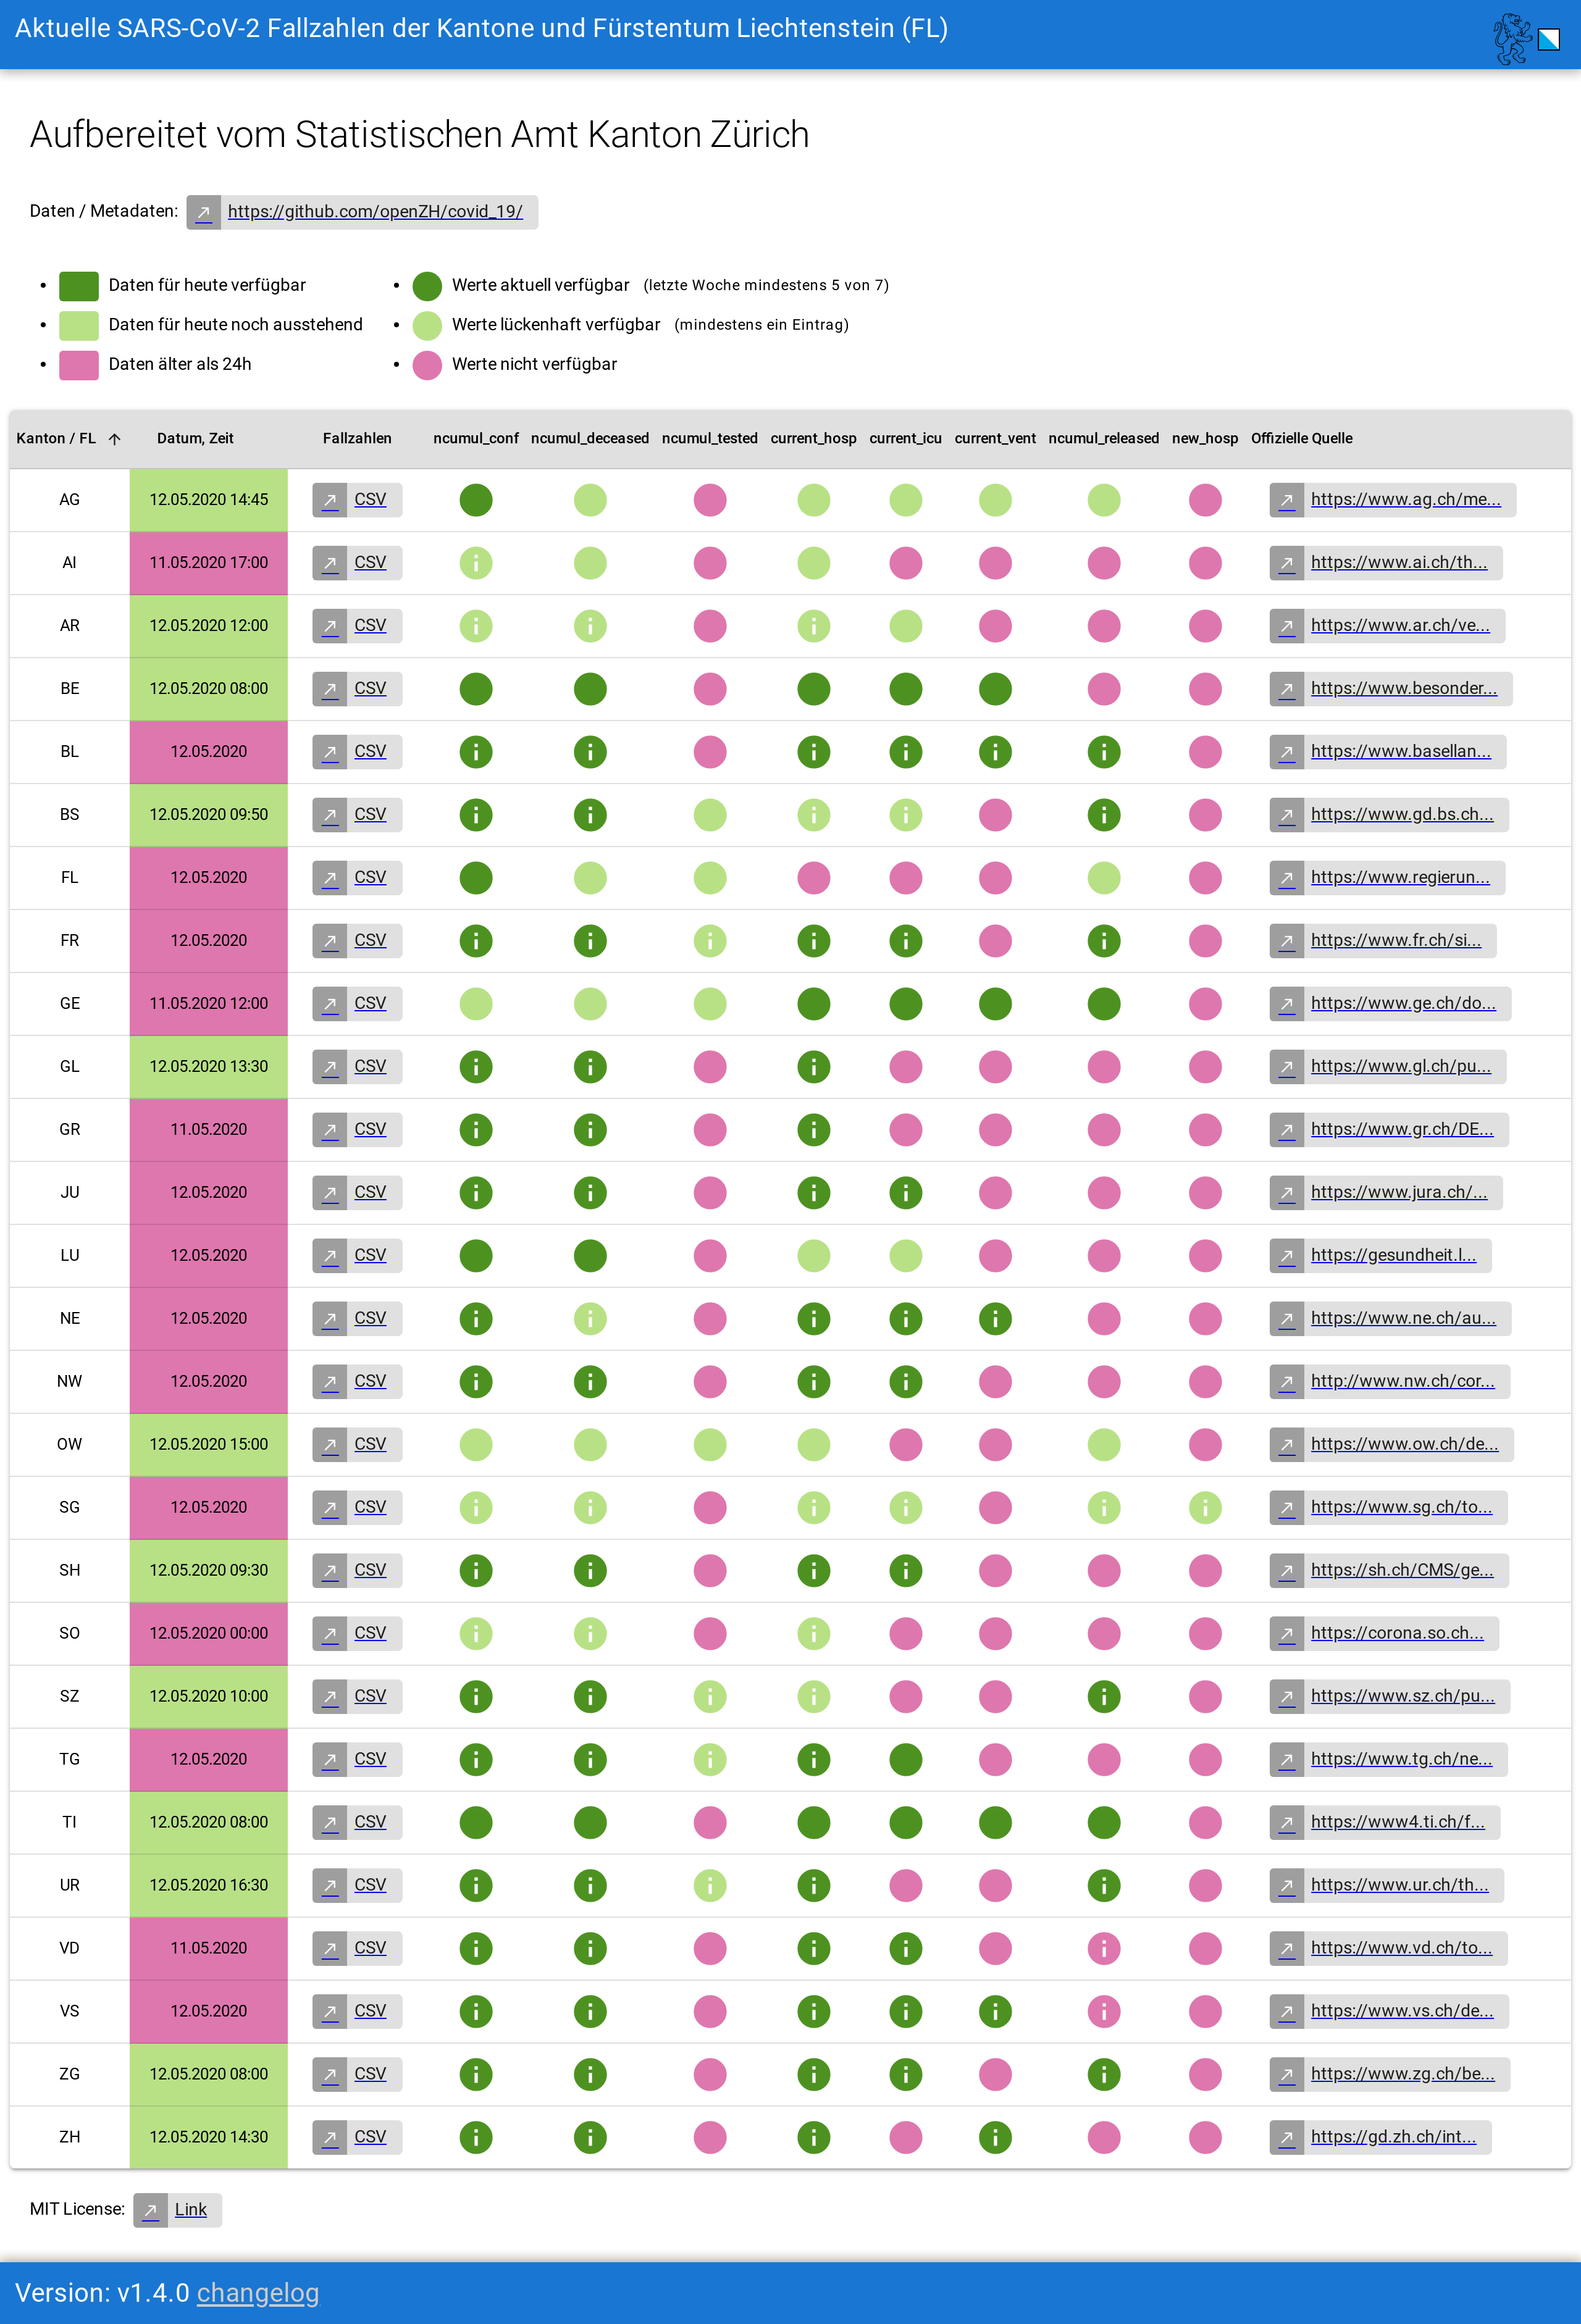 Aktuelle SARS-CoV-2 Fallzahlen der Kantone und Fürstentum Liechtenstein (FL)
Aufbereitet vom Statistischen Amt Kanton Zürich
Daten / Metadaten: https://github.com/openZH/covid_19/
Daten für heute verfügbar
Daten für heute noch ausstehend
Daten älter als 24h
Werte aktuell verfügbar (letzte Woche mindestens 5 von 7)
Werte lückenhaft verfügbar (mindestens ein Eintrag)
Werte nicht verfügbar
Kanton / FL Datum, Zeit Fallzahlen ncumul_conf ncumul_deceased ncumul_tested current_hosp current_icu current_vent ncumul_released new_hosp Offizielle Quelle
AG 12.05.2020 14:45 CSV https://www.ag.ch/me...
AI 11.05.2020 17:00 CSV https://www.ai.ch/th...
AR 12.05.2020 12:00 CSV https://www.ar.ch/ve...
BE 12.05.2020 08:00 CSV https://www.besonder...
BL 12.05.2020 CSV https://www.basellan...
BS 12.05.2020 09:50 CSV https://www.gd.bs.ch...
FL 12.05.2020 CSV https://www.regierun...
FR 12.05.2020 CSV https://www.fr.ch/si...
GE 11.05.2020 12:00 CSV https://www.ge.ch/do...
GL 12.05.2020 13:30 CSV https://www.gl.ch/pu...
GR 11.05.2020 CSV https://www.gr.ch/DE...
JU 12.05.2020 CSV https://www.jura.ch/...
LU 12.05.2020 CSV https://gesundheit.l...
NE 12.05.2020 CSV https://www.ne.ch/au...
NW 12.05.2020 CSV http://www.nw.ch/cor...
OW 12.05.2020 15:00 CSV https://www.ow.ch/de...
SG 12.05.2020 CSV https://www.sg.ch/to...
SH 12.05.2020 09:30 CSV https://sh.ch/CMS/ge...
SO 12.05.2020 00:00 CSV https://corona.so.ch...
SZ 12.05.2020 10:00 CSV https://www.sz.ch/pu...
TG 12.05.2020 CSV https://www.tg.ch/ne...
TI 12.05.2020 08:00 CSV https://www4.ti.ch/f...
UR 12.05.2020 16:30 CSV https://www.ur.ch/th...
VD 11.05.2020 CSV https://www.vd.ch/to...
VS 12.05.2020 CSV https://www.vs.ch/de...
ZG 12.05.2020 08:00 CSV https://www.zg.ch/be...
ZH 12.05.2020 14:30 CSV https://gd.zh.ch/int...
MIT License: Link
Version: v1.4.0 changelog